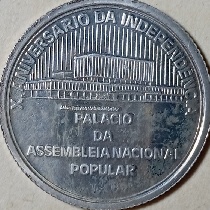 X ANIVERSARIO DA INDEPENDENCIA
PALACIO
DA
ASSEMBLEIA NACIONAL
POPULAR